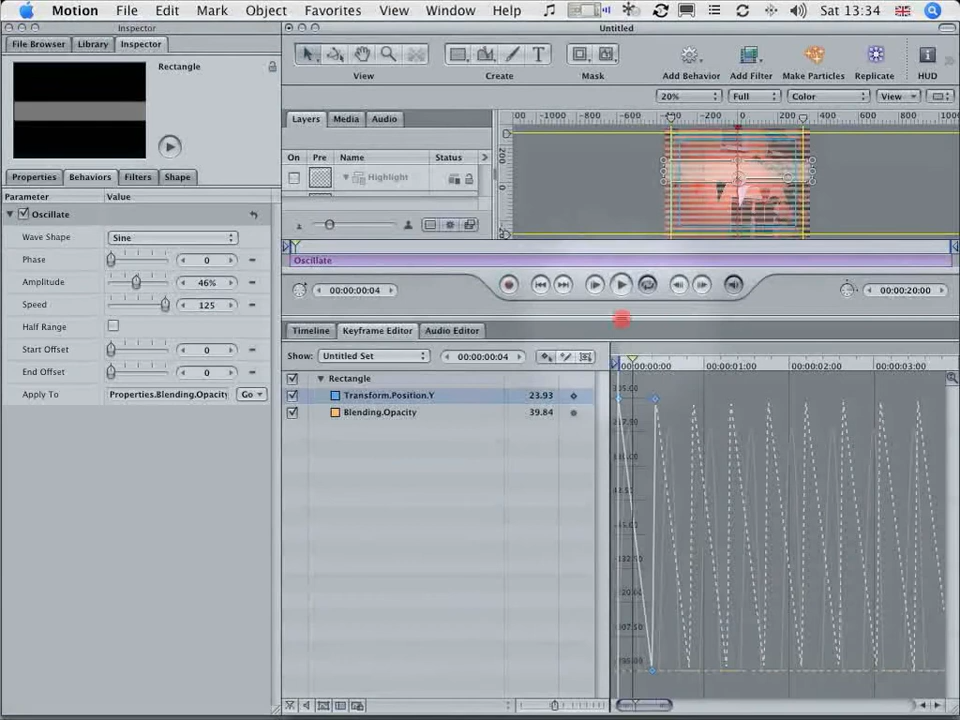 Motion File Edit Mark Object Favorites View Window Help Sat 13:34
Inspector
Untitled
File Browser Library Inspector
Rectangle
View Create Mask Add Behavior Add Filter Make Particles Replicate HUD
20% Full Color View
Layers Media Audio
-1000 -800 -600 -400 -200 0 200
On Pre Name Status
Highlight
Properties Behaviors Filters Shape
Parameter Value
Oscillate
Wave Shape Sine
Phase 0
Amplitude 46%
Speed 125
Half Range
Start Offset 0
End Offset 0
Apply To Properties.Blending.Opacity Go
Oscillate
00:00:00:04 00:00:20:00
Timeline Keyframe Editor Audio Editor
Show: Untitled Set 00:00:00:04
00:00:00:00 00:00:01:00 00:00:02:00 00:00:03:00
Rectangle
Transform.Position.Y 23.93
Blending.Opacity 39.84